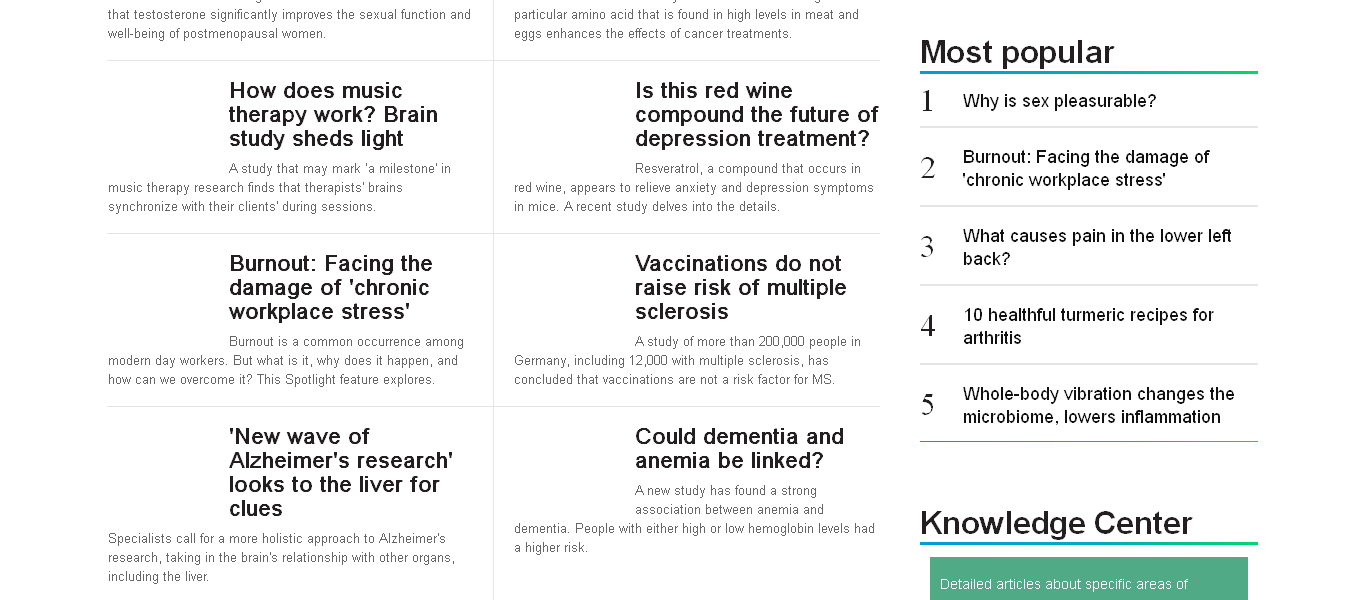 that testosterone significantly improves the sexual function and
well-being of postmenopausal women.
particular amino acid that is found in high levels in meat and
eggs enhances the effects of cancer treatments.
How does music
therapy work? Brain
study sheds light
A study that may mark 'a milestone' in
music therapy research finds that therapists' brains
synchronize with their clients' during sessions.
Is this red wine
compound the future of
depression treatment?
Resveratrol, a compound that occurs in
red wine, appears to relieve anxiety and depression symptoms
in mice. A recent study delves into the details.
Burnout: Facing the
damage of 'chronic
workplace stress'
Burnout is a common occurrence among
modern day workers. But what is it, why does it happen, and
how can we overcome it? This Spotlight feature explores.
Vaccinations do not
raise risk of multiple
sclerosis
A study of more than 200,000 people in
Germany, including 12,000 with multiple sclerosis, has
concluded that vaccinations are not a risk factor for MS.
'New wave of
Alzheimer's research'
looks to the liver for
clues
Specialists call for a more holistic approach to Alzheimer's
research, taking in the brain's relationship with other organs,
including the liver.
Could dementia and
anemia be linked?
A new study has found a strong
association between anemia and
dementia. People with either high or low hemoglobin levels had
a higher risk.
Most popular
1 Why is sex pleasurable?
2 Burnout: Facing the damage of
'chronic workplace stress'
3 What causes pain in the lower left
back?
4 10 healthful turmeric recipes for
arthritis
5 Whole-body vibration changes the
microbiome, lowers inflammation
Knowledge Center
Detailed articles about specific areas of